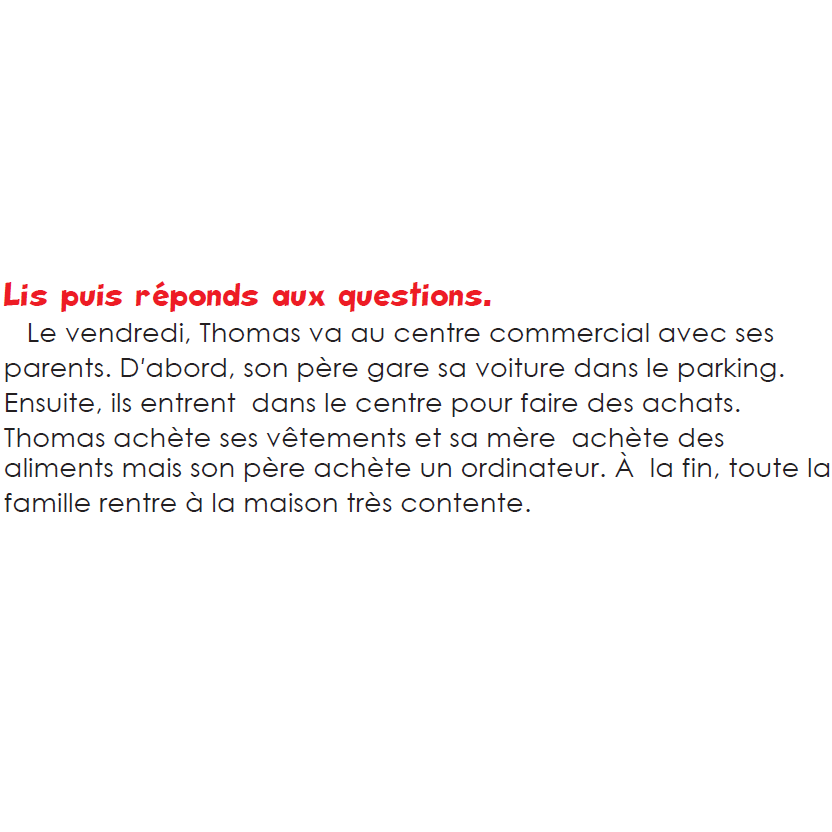 Lis puis réponds aux questions.
Le vendredi, Thomas va au centre commercial avec ses
parents. D'abord, son père gare sa voiture dans le parking.
Ensuite, ils entrent dans le centre pour faire des achats.
Thomas achète ses vêtements et sa mère achète des
aliments mais son père achète un ordinateur. À la fin, toute la
famille rentre à la maison très contente.